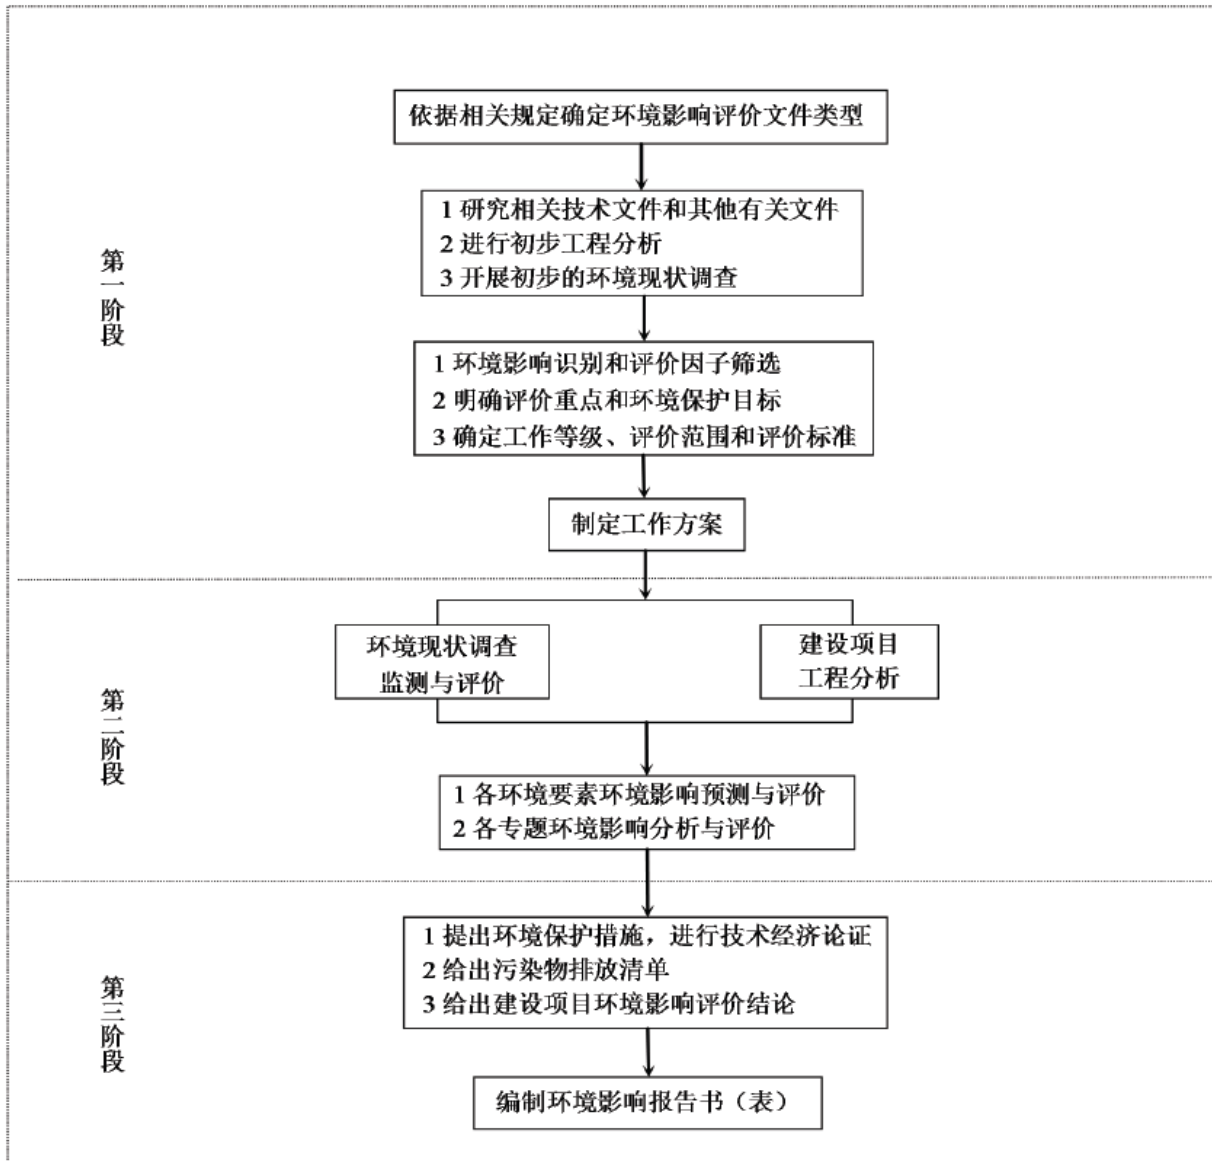 依据相关规定确定环境影响评价文件类型
1 研究相关技术文件和其他有关文件
2 进行初步工程分析
3 开展初步的环境现状调查
第一阶段
1 环境影响识别和评价因子筛选
2 明确评价重点和环境保护目标
3 确定工作等级、评价范围和评价标准
制定工作方案
环境现状调查
监测与评价
建设项目
工程分析
第二阶段
1 各环境要素环境影响预测与评价
2 各专题环境影响分析与评价
1 提出环境保护措施，进行技术经济论证
2 给出污染物排放清单
3 给出建设项目环境影响评价结论
第三阶段
编制环境影响报告书（表）